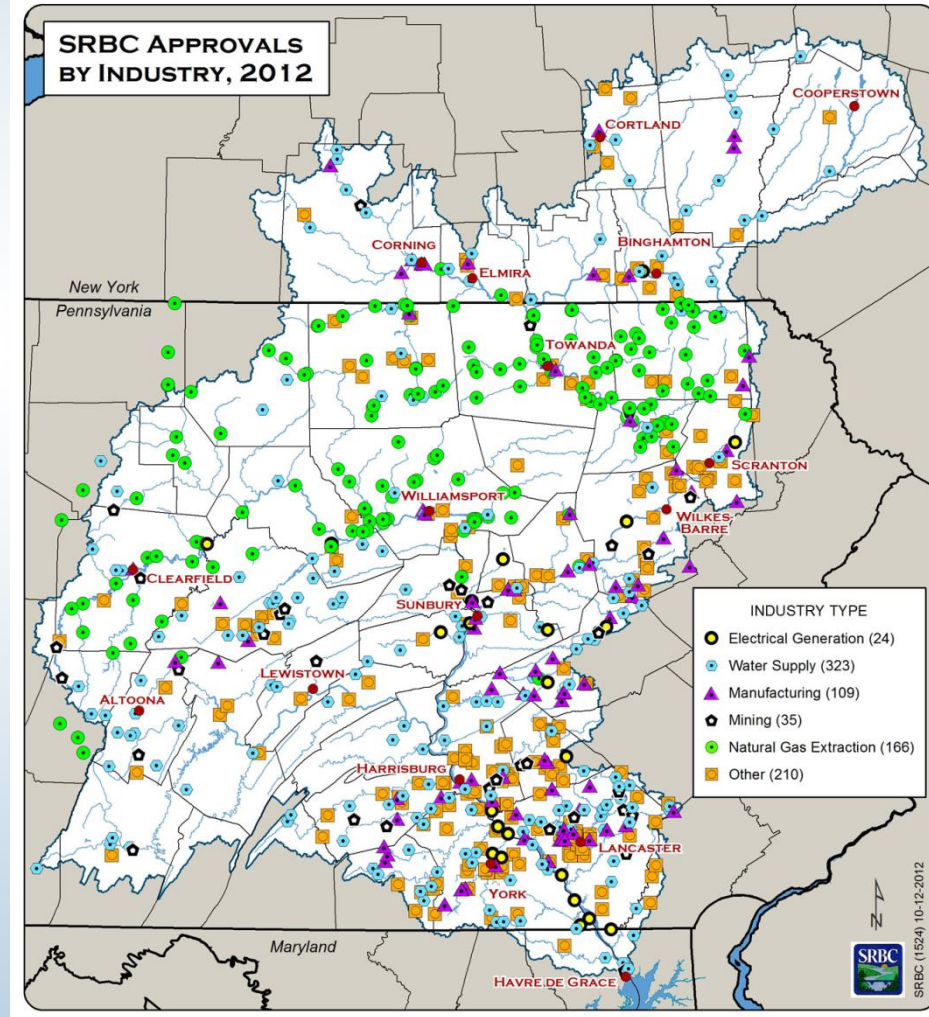 SRBC APPROVALS
BY INDUSTRY, 2012
COOPERSTOWN
CORTLAND
CORNING
ELMIRA
BINGHAMTON
New York
Pennsylvania
TOWANDA
SCRANTON
WILKES-
BARRE
WILLIAMSPORT
CLEARFIELD
SUNBURY
LEWISTOWN
ALTOONA
HARRISBURG
LANCASTER
YORK
Maryland
HAVRE DE GRACE
INDUSTRY TYPE
Electrical Generation (24)
Water Supply (323)
Manufacturing (109)
Mining (35)
Natural Gas Extraction (166)
Other (210)
N
SRBC
SRBC (1524) 10-12-2012